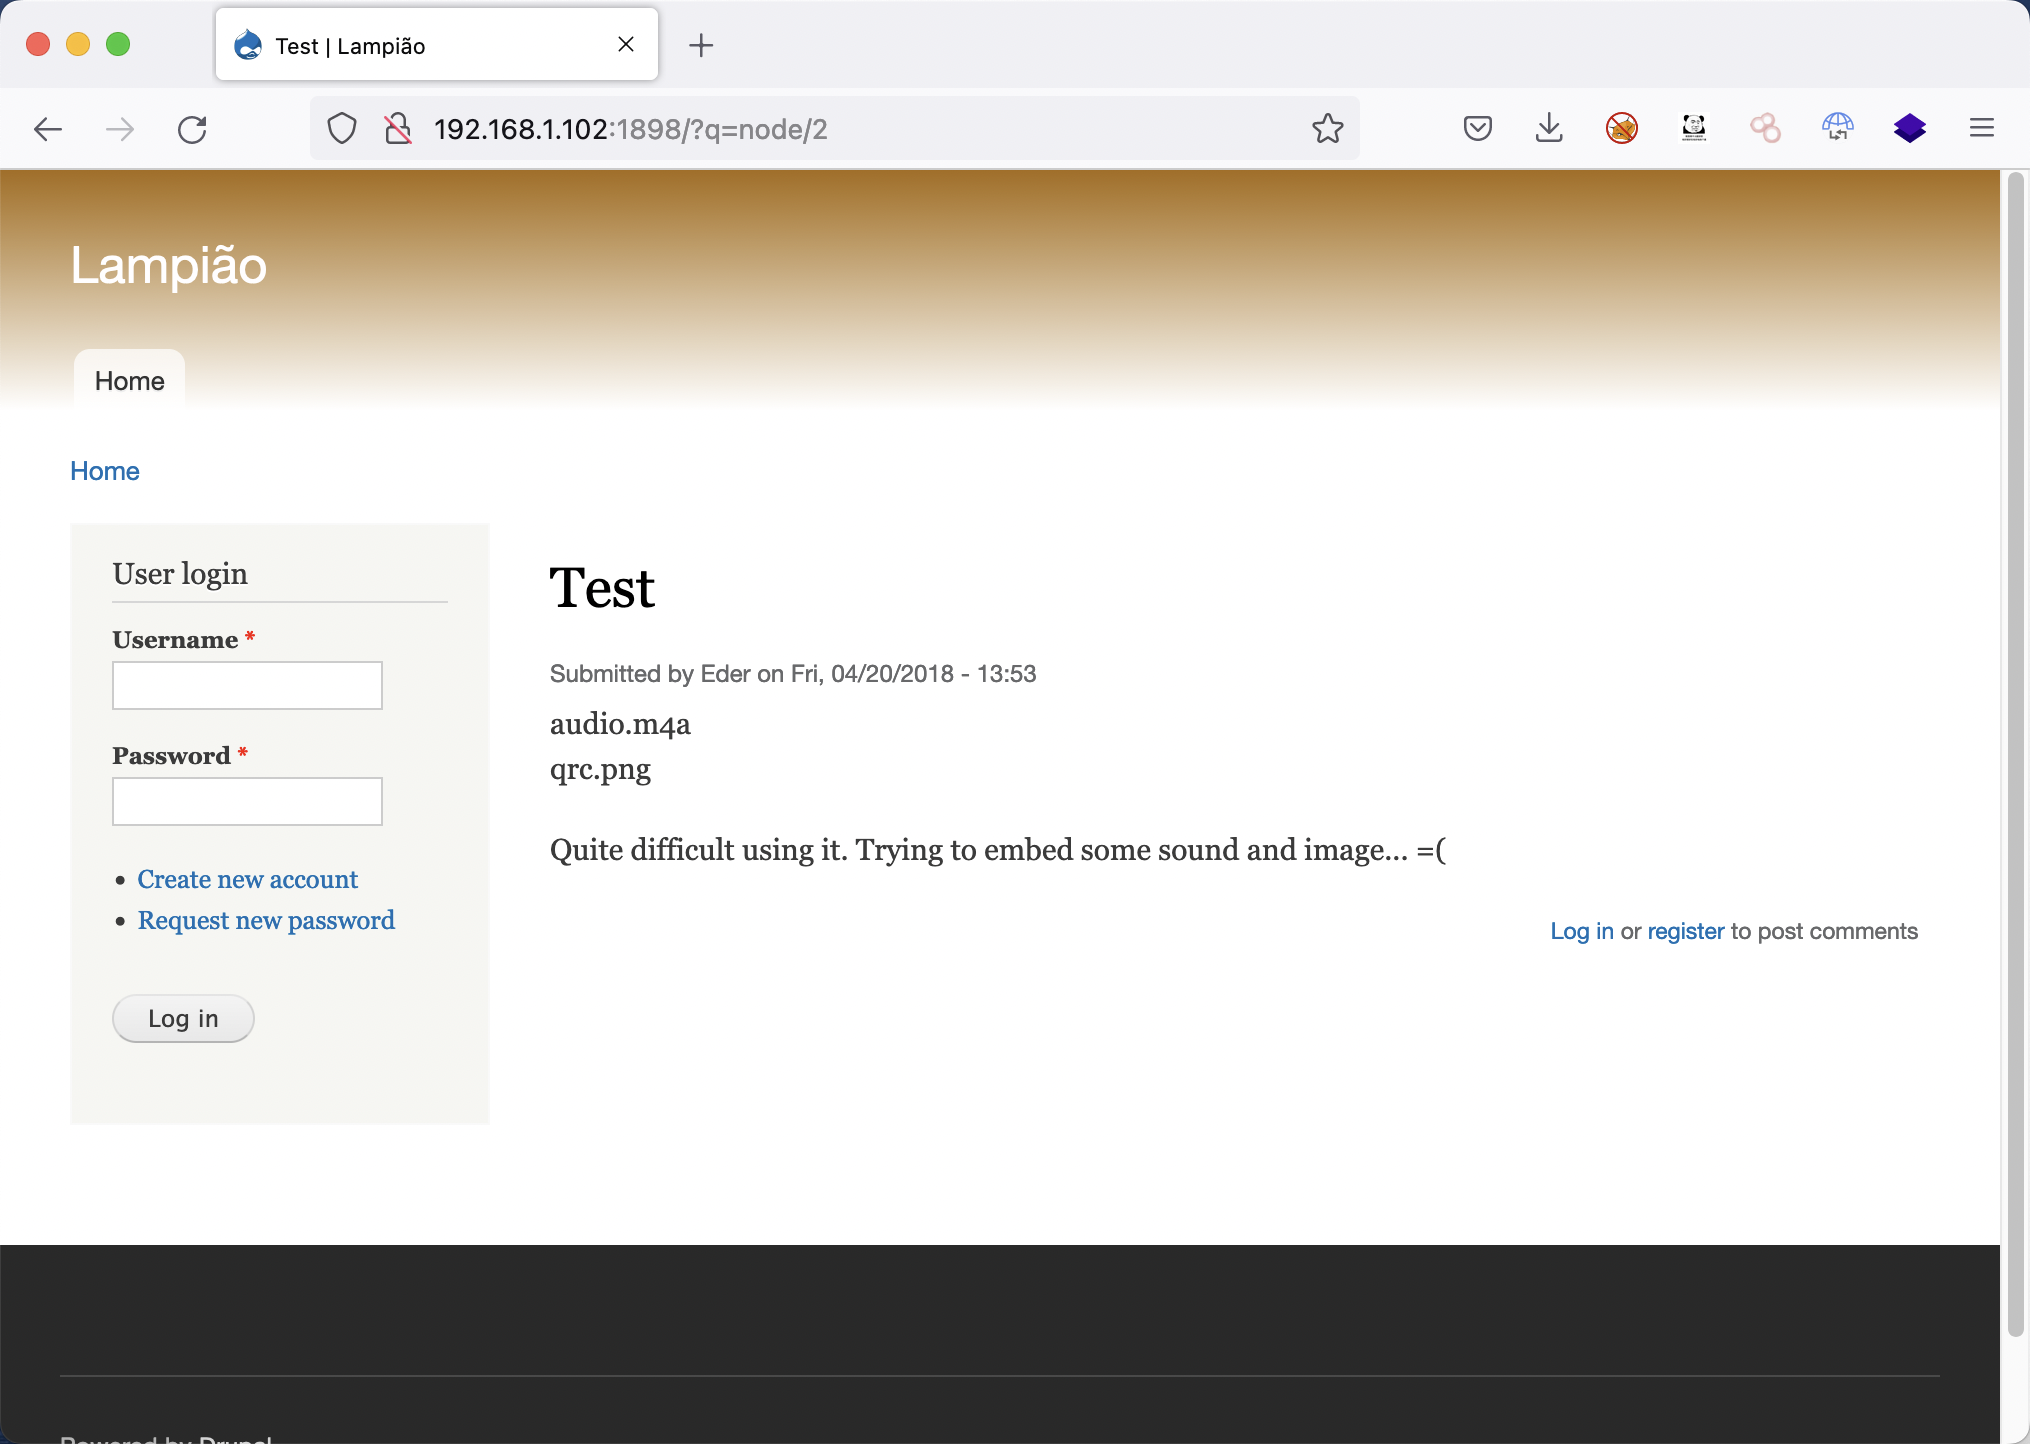 Test | Lampião
192.168.1.102:1898/?q=node/2
Lampião
Home
Home
User login
Username *
Password *
Create new account
Request new password
Log in
Test
Submitted by Eder on Fri, 04/20/2018 - 13:53
audio.m4a
qrc.png
Quite difficult using it. Trying to embed some sound and image... =(
Log in or register to post comments
Powered by Drupal